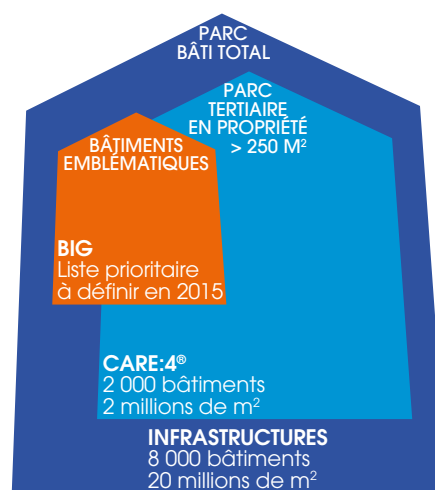 PARC
BÂTI TOTAL
PARC
TERTIAIRE
EN PROPRIÉTÉ
> 250 M²
BÂTIMENTS
EMBLÉMATIQUES
BIG
Liste prioritaire
à définir en 2015
CARE:4®
2 000 bâtiments
2 millions de m²
INFRASTRUCTURES
8 000 bâtiments
20 millions de m²